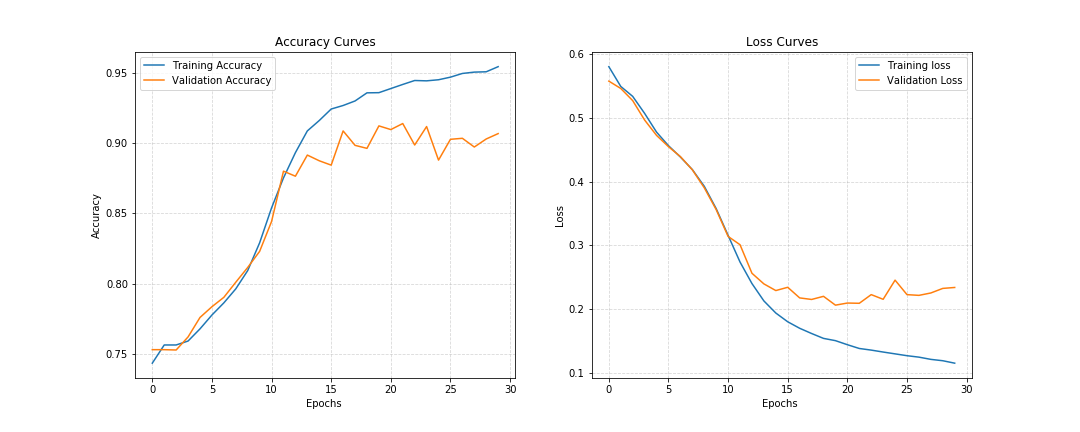 Accuracy Curves
Training Accuracy
Validation Accuracy
0.95
0.90
0.85
0.80
0.75
Accuracy
0 5 10 15 20 25 30
Epochs
Loss Curves
Training loss
Validation Loss
0.6
0.5
0.4
0.3
0.2
0.1
Loss
0 5 10 15 20 25 30
Epochs